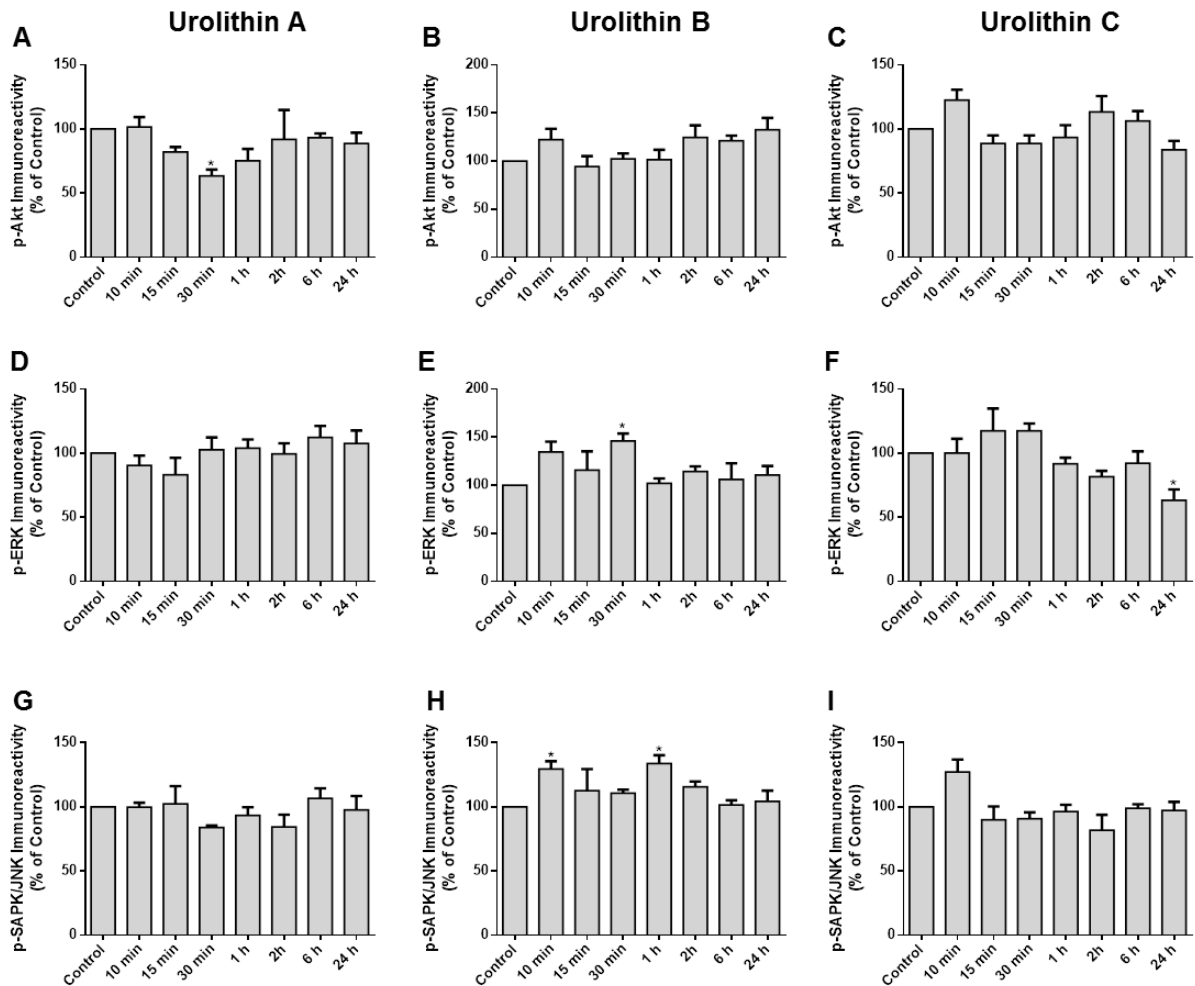 Urolithin A
Urolithin B
Urolithin C
A
p-Akt Immunoreactivity
(% of Control)
150
100
50
0
*
Control
10 min
15 min
30 min
1 h
2h
6 h
24 h
B
p-Akt Immunoreactivity
(% of Control)
200
150
100
50
0
Control
10 min
15 min
30 min
1 h
2h
6 h
24 h
C
p-Akt Immunoreactivity
(% of Control)
150
100
50
0
Control
10 min
15 min
30 min
1 h
2h
6 h
24 h
D
p-ERK Immunoreactivity
(% of Control)
150
100
50
0
Control
10 min
15 min
30 min
1 h
2h
6 h
24 h
E
p-ERK Immunoreactivity
(% of Control)
200
150
100
50
0
*
Control
10 min
15 min
30 min
1 h
2h
6 h
24 h
F
p-ERK Immunoreactivity
(% of Control)
150
100
50
0
*
Control
10 min
15 min
30 min
1 h
2h
6 h
24 h
G
p-SAPK/JNK Immunoreactivity
(% of Control)
150
100
50
0
Control
10 min
15 min
30 min
1 h
2h
6 h
24 h
H
p-SAPK/JNK Immunoreactivity
(% of Control)
150
100
50
0
*
*
Control
10 min
15 min
30 min
1 h
2h
6 h
24 h
I
p-SAPK/JNK Immunoreactivity
(% of Control)
150
100
50
0
Control
10 min
15 min
30 min
1 h
2h
6 h
24 h